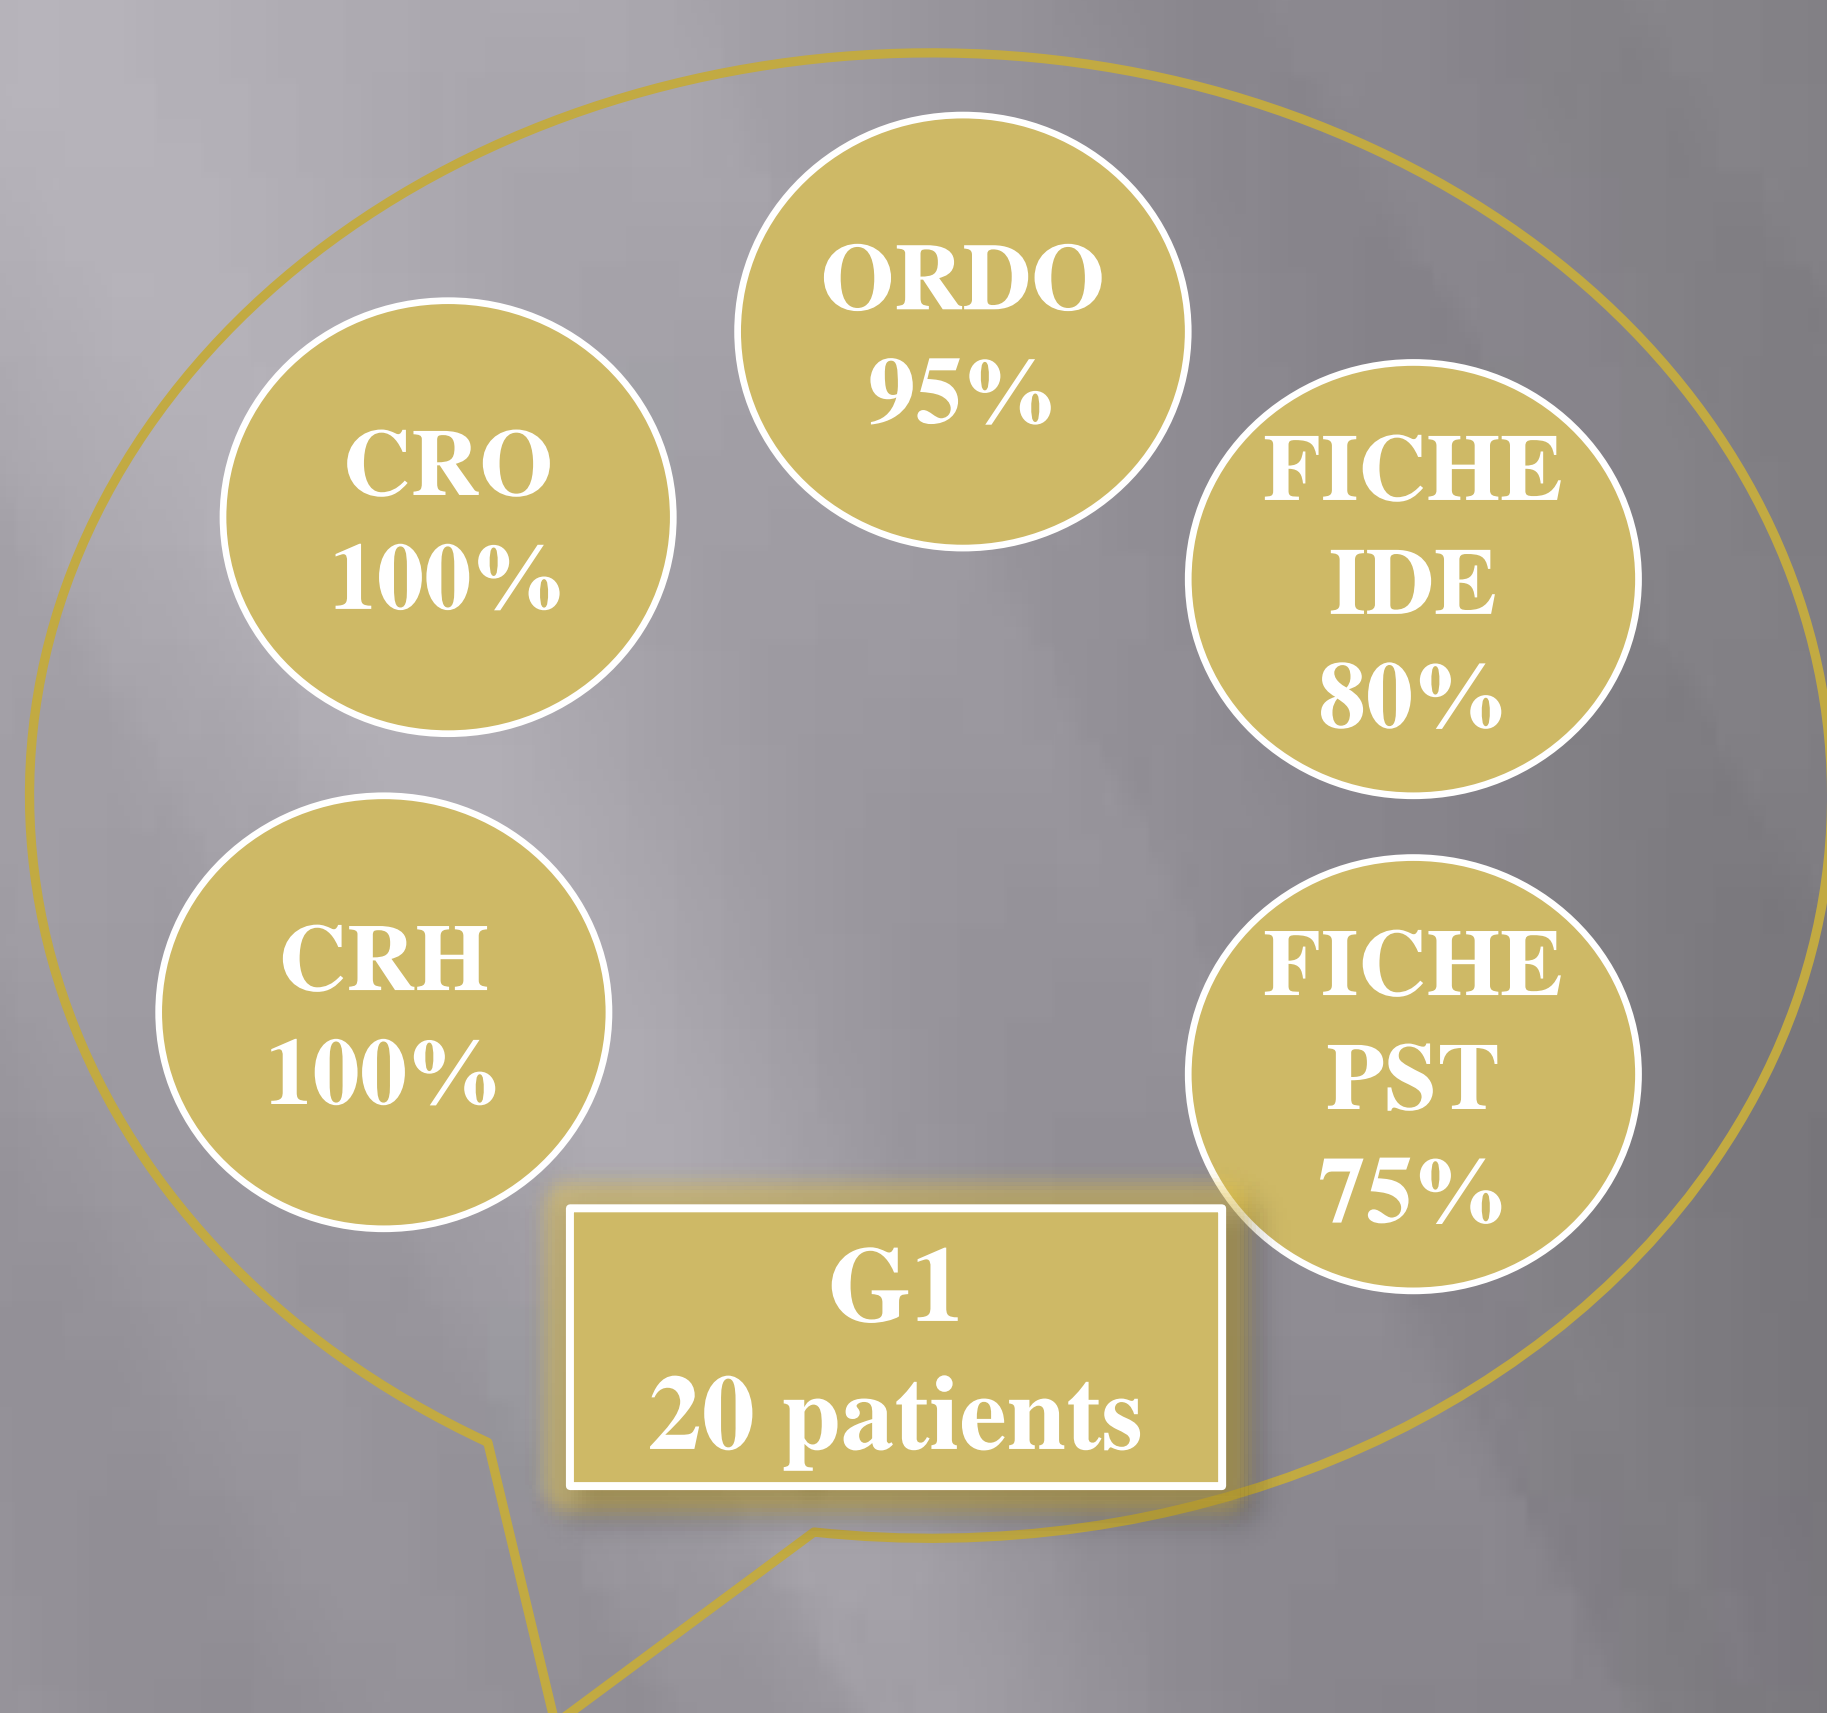 ORDO
95%
CRO
100%
FICHE
IDE
80%
CRH
100%
FICHE
PST
75%
G1
20 patients